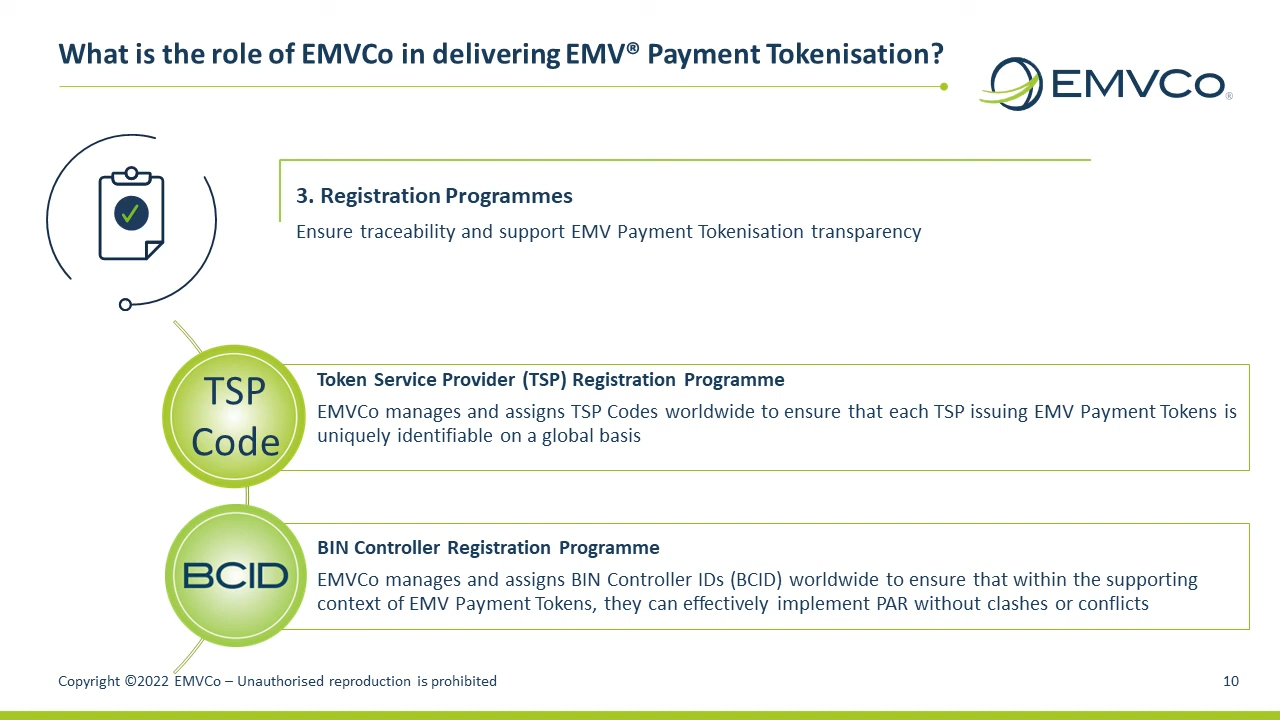 What is the role of EMVCo in delivering EMV® Payment Tokenisation?
EMVCo®
3. Registration Programmes
Ensure traceability and support EMV Payment Tokenisation transparency
TSP
Code
Token Service Provider (TSP) Registration Programme
EMVCo manages and assigns TSP Codes worldwide to ensure that each TSP issuing EMV Payment Tokens is
uniquely identifiable on a global basis
BCID
BIN Controller Registration Programme
EMVCo manages and assigns BIN Controller IDs (BCID) worldwide to ensure that within the supporting
context of EMV Payment Tokens, they can effectively implement PAR without clashes or conflicts
Copyright ©2022 EMVCo – Unauthorised reproduction is prohibited
10